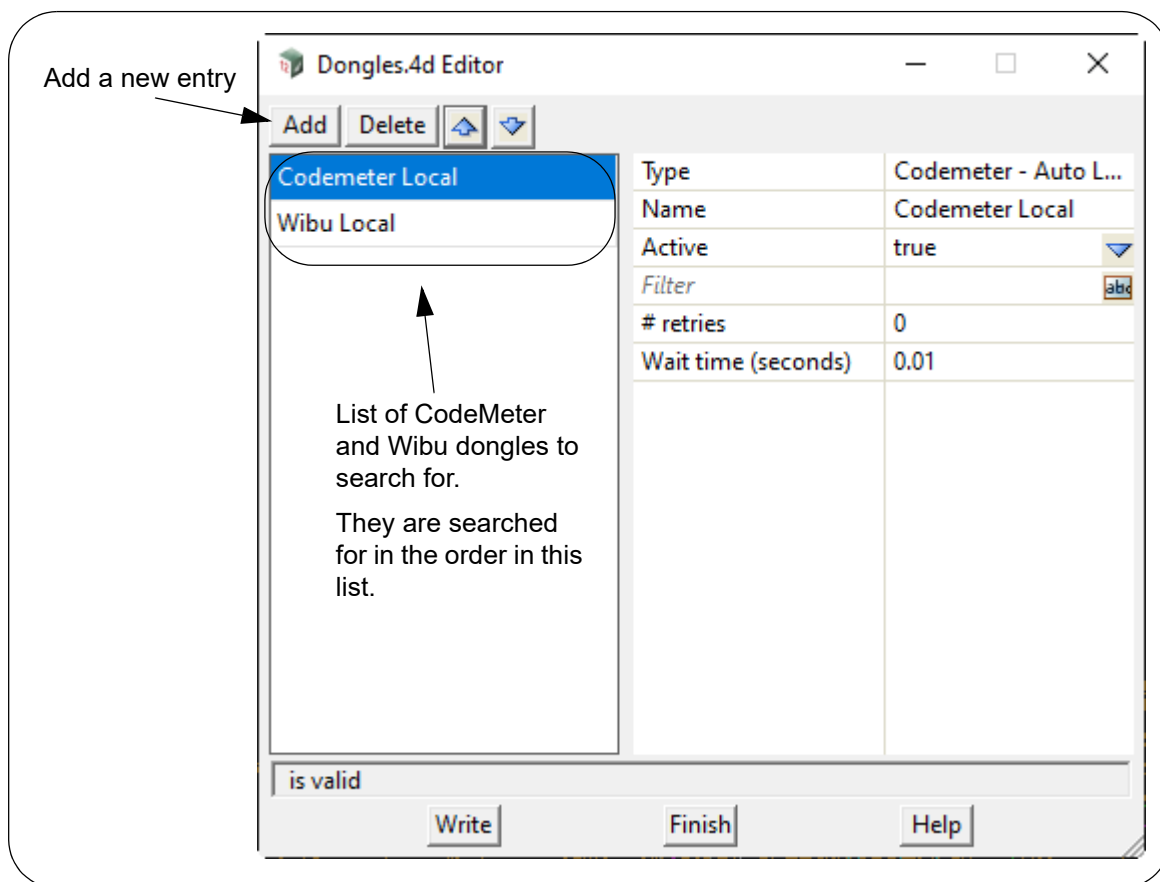 Add a new entry
Dongles.4d Editor
Add Delete
Codemeter Local
Wibu Local
Type Codemeter - Auto L...
Name Codemeter Local
Active true
Filter abc
# retries 0
Wait time (seconds) 0.01
List of CodeMeter
and Wibu dongles to
search for.
They are searched
for in the order in this
list.
is valid
Write Finish Help